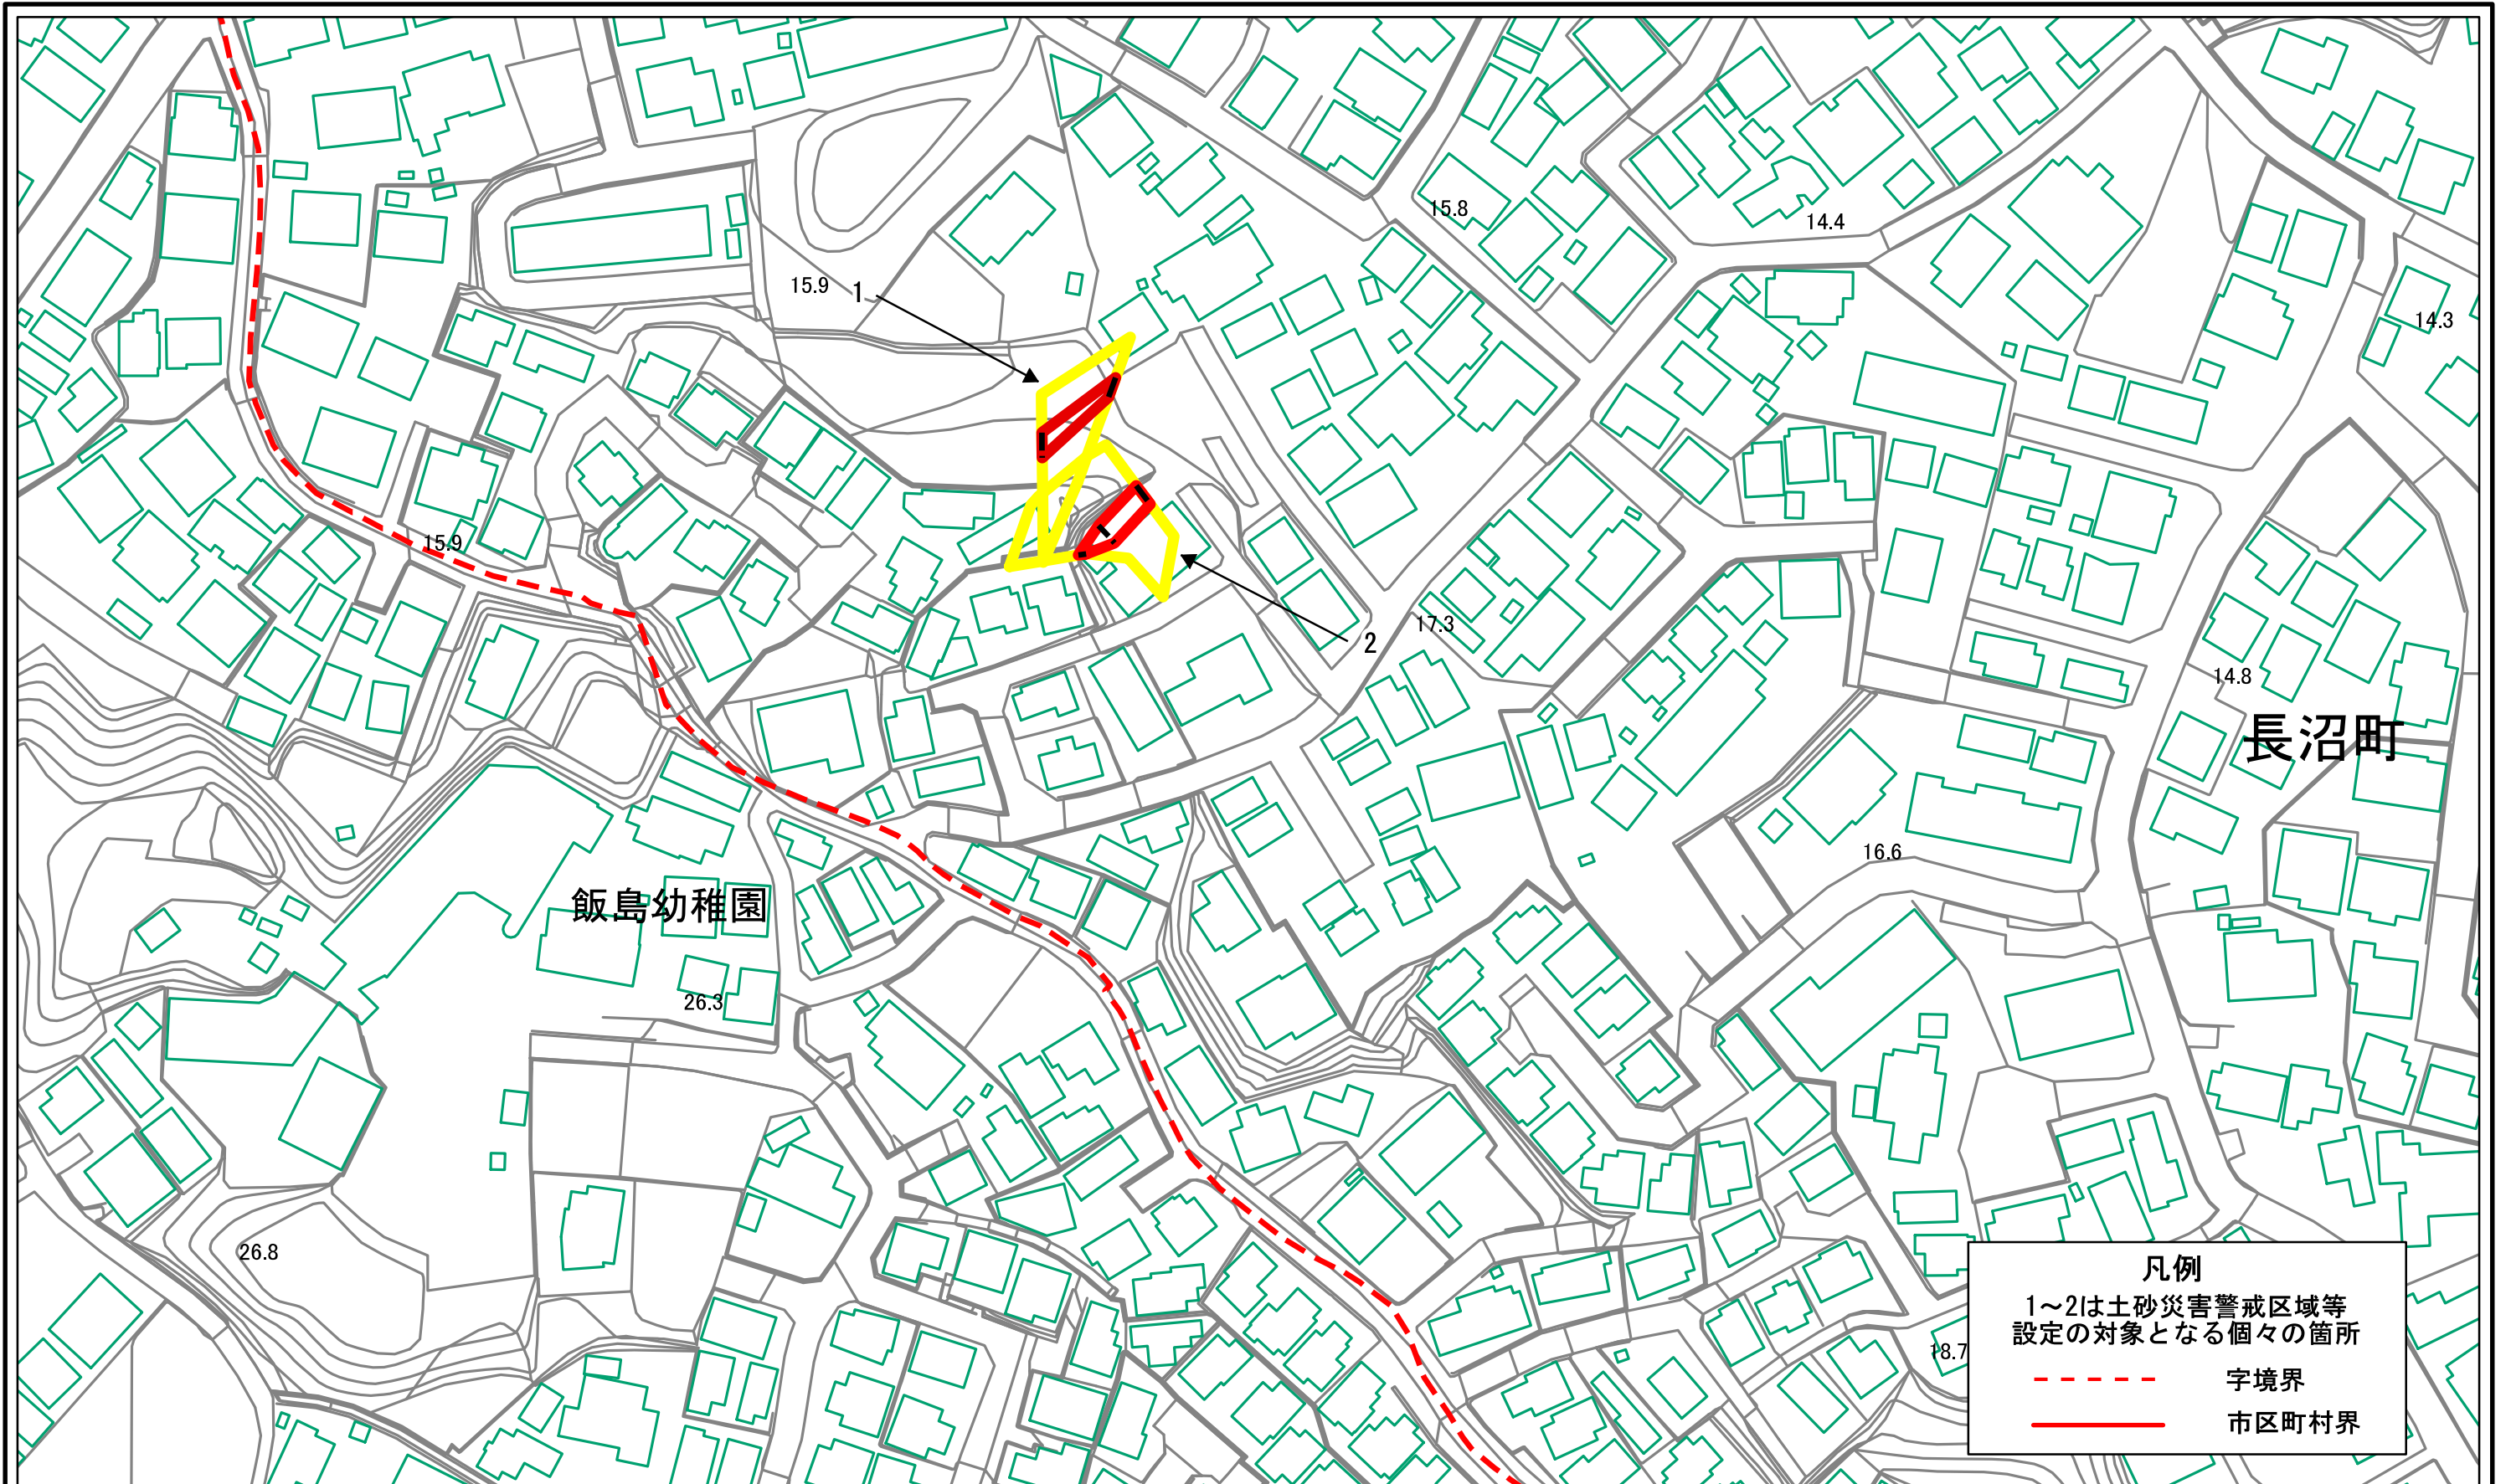 15.8
14.4
15.9
1
14.3
15.9
17.3
2
14.8
長沼町
16.6
飯島幼稚園
26.3
26.8
凡例
1～2は土砂災害警戒区域等
設定の対象となる個々の箇所
18.7
字境界
市区町村界